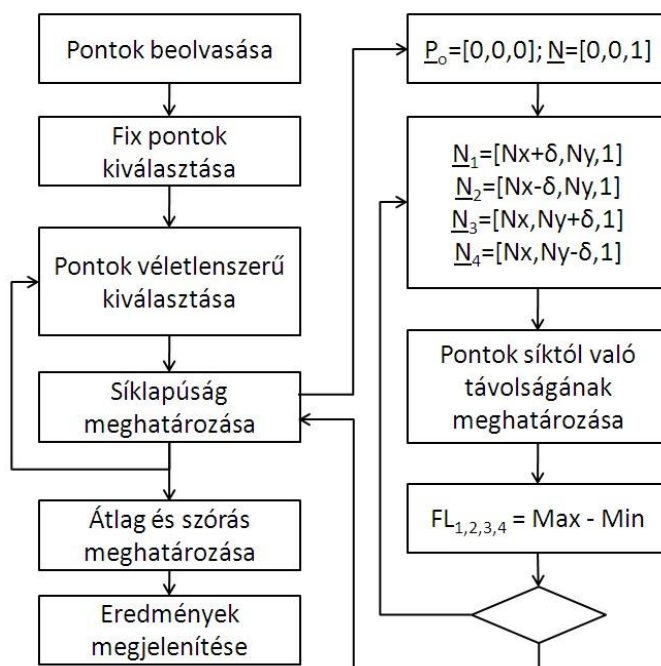 Pontok beolvasása
Fix pontok
kiválasztása
Pontok véletlenszerű
kiválasztása
Síklapúság
meghatározása
Átlag és szórás
meghatározása
Eredmények
megjelenítése
P₀=[0,0,0]; N=[0,0,1]
N₁=[Nx+δ,Ny,1]
N₂=[Nx-δ,Ny,1]
N₃=[Nx,Ny+δ,1]
N₄=[Nx,Ny-δ,1]
Pontok síktól való
távolságának
meghatározása
FL₁,₂,₃,₄ = Max - Min